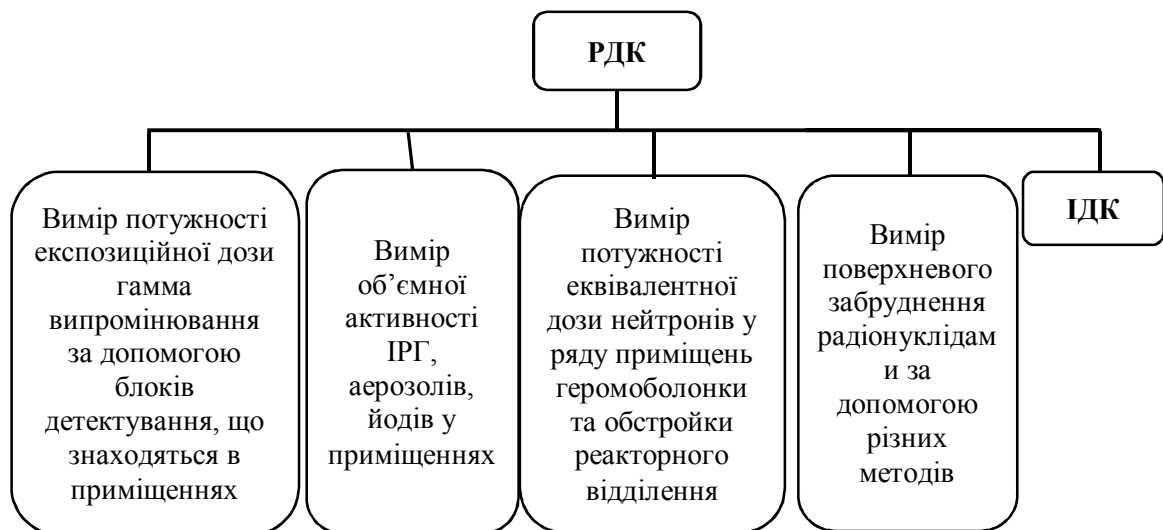 РДК
Вимір потужності
експозиційної дози
гамма
випромінювання
за допомогою
блоків
детектування, що
знаходяться в
приміщеннях
Вимір
об’ємної
активності
ІРГ,
аерозолів,
йодів у
приміщеннях
Вимір
потужності
еквівалентної
дози нейтронів у
ряду приміщень
геромоболонки
та обстройки
реакторного
відділення
Вимір
поверхневого
забруднення
радіонуклідам
и за
допомогою
різних
методів
ІДК